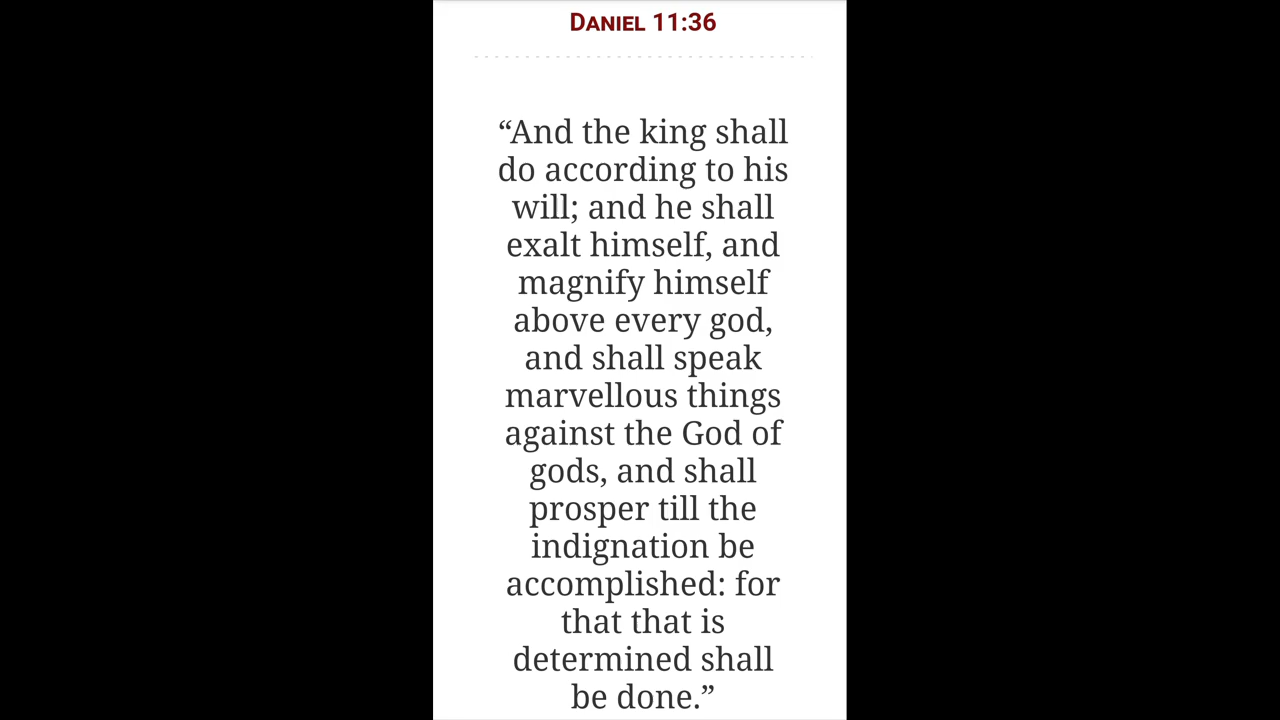 Daniel 11:36
“And the king shall
do according to his
will; and he shall
exalt himself, and
magnify himself
above every god,
and shall speak
marvellous things
against the God of
gods, and shall
prosper till the
indignation be
accomplished: for
that that is
determined shall
be done.”